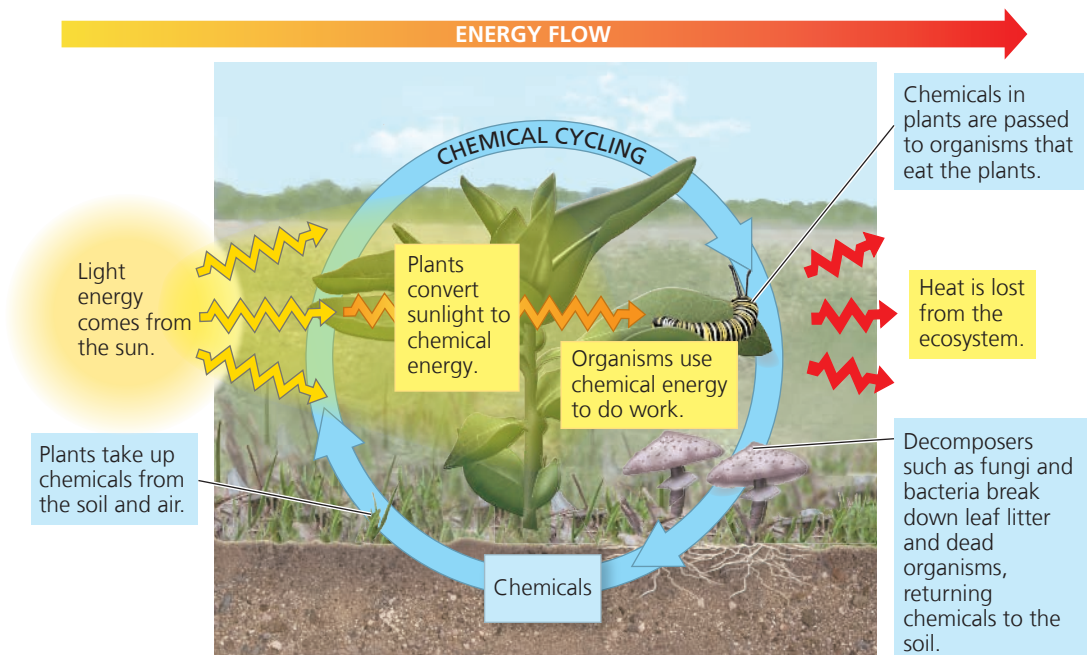 ENERGY FLOW
CHEMICAL CYCLING
Chemicals in
plants are passed
to organisms that
eat the plants.
Light
energy
comes from
the sun.
Plants
convert
sunlight to
chemical
energy.
Organisms use
chemical energy
to do work.
Heat is lost
from the
ecosystem.
Plants take up
chemicals from
the soil and air.
Chemicals
Decomposers
such as fungi and
bacteria break
down leaf litter
and dead
organisms,
returning
chemicals to the
soil.